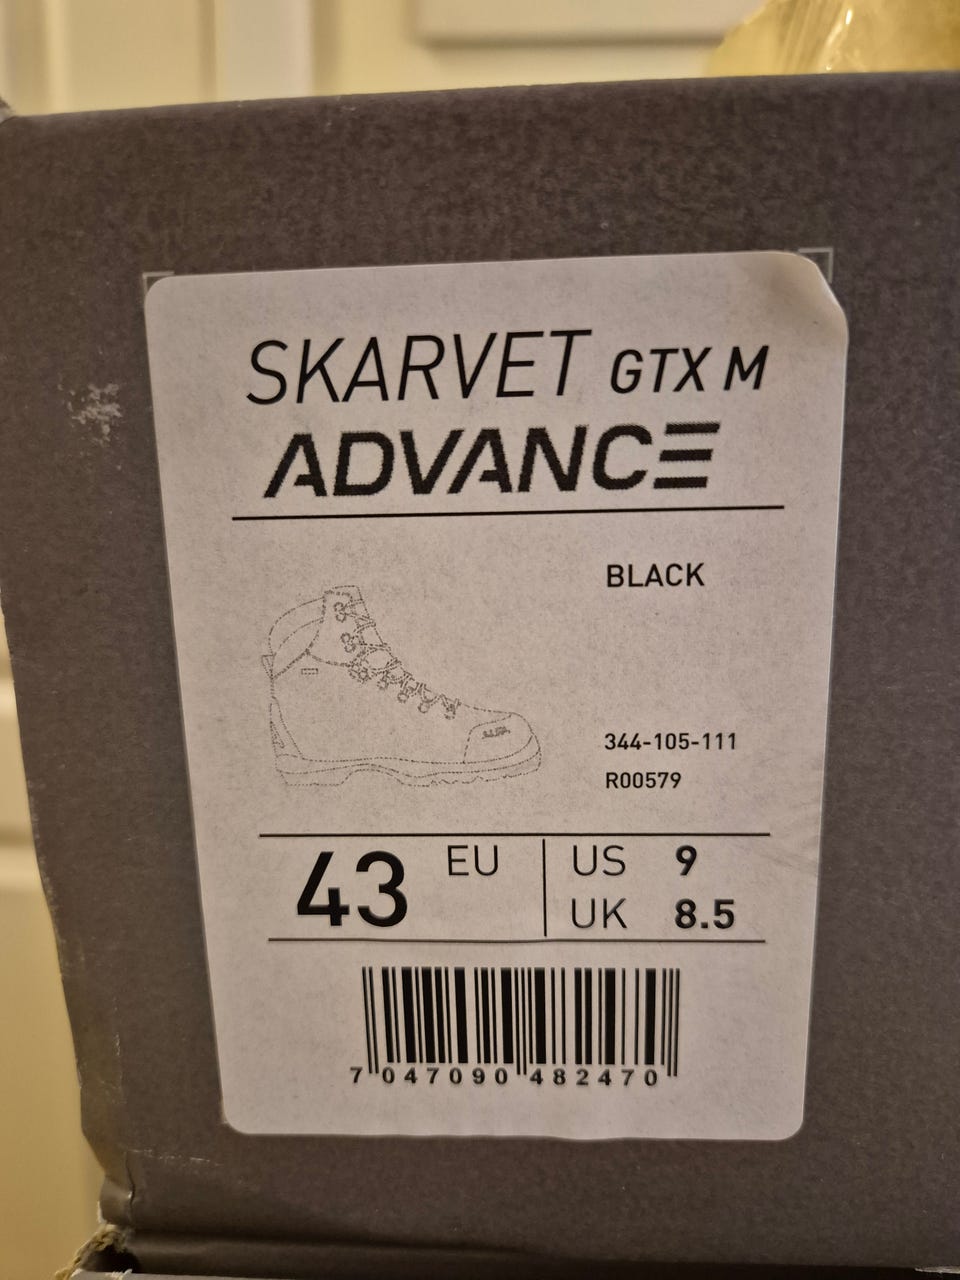 SKARVET GTX M
ADVANCE
BLACK
344-105-111
R00579
43 EU
US 9
UK 8.5
7 047090 482470